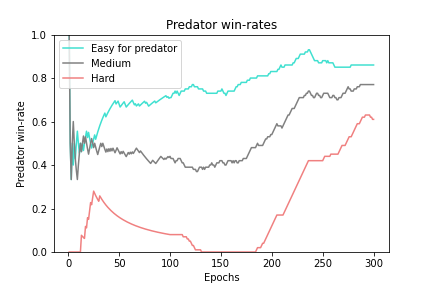 Predator win-rates
Predator win-rate
1.0
0.8
0.6
0.4
0.2
0.0
Easy for predator
Medium
Hard
0
50
100
150
200
250
300
Epochs